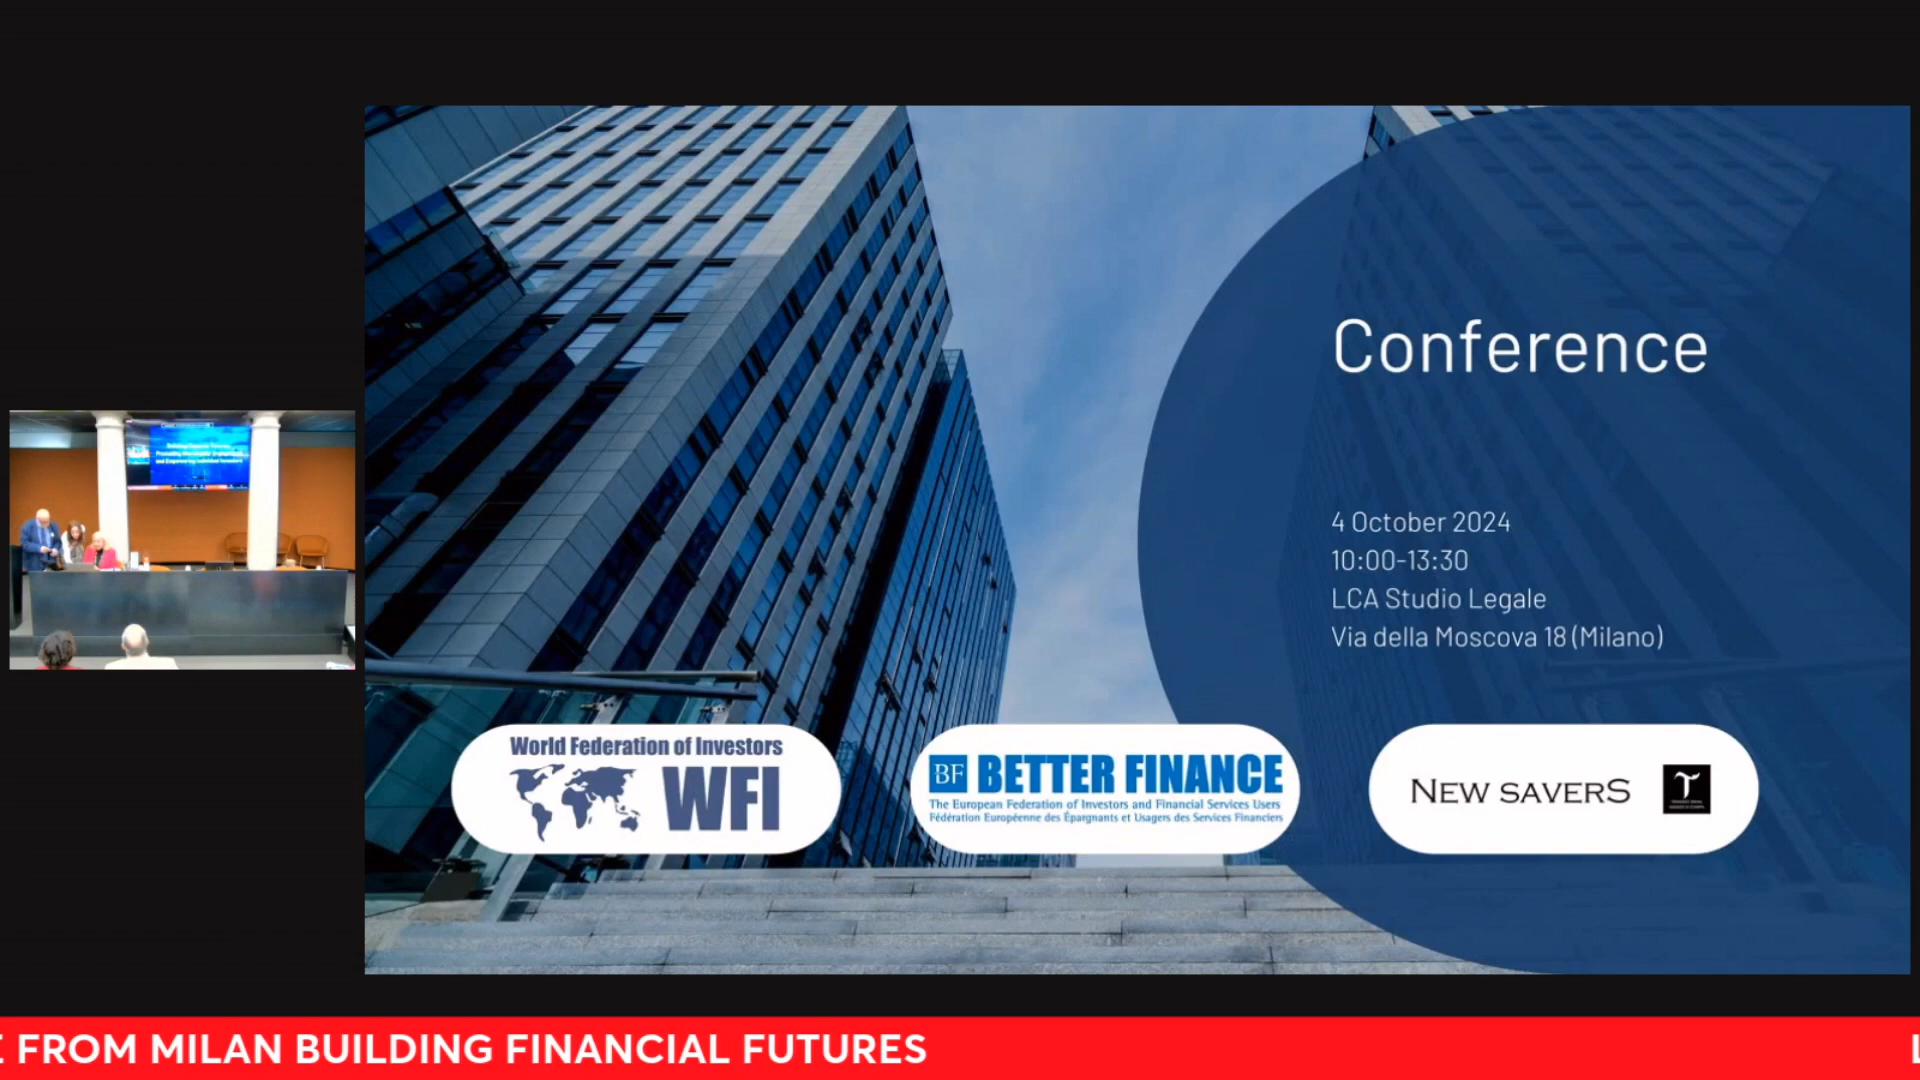 Conference
4 October 2024
10:00-13:30
LCA Studio Legale
Via della Moscova 18 (Milano)
World Federation of Investors
WFI
BF BETTER FINANCE
The European Federation of Investors and Financial Services Users
Fédération Européenne des Épargnants et Usagers des Services Financiers
NEW SAVERS
FROM MILAN BUILDING FINANCIAL FUTURES